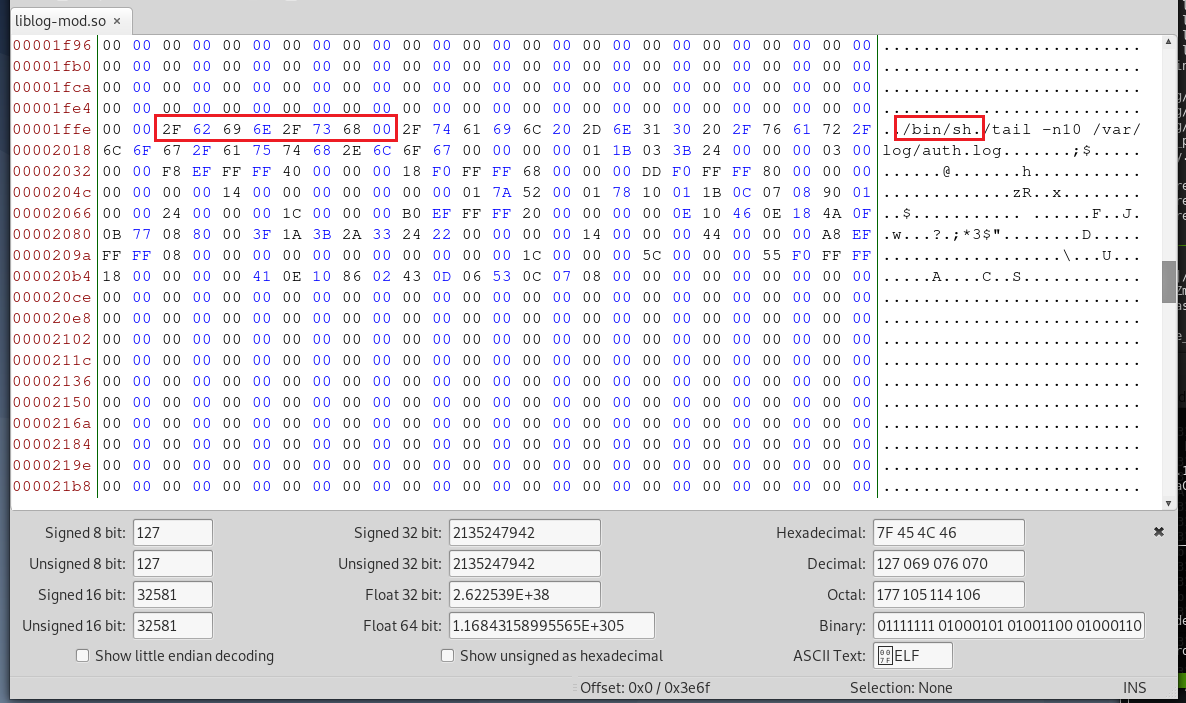 liblog-mod.so ×
00001f96 00 00 00 00 00 00 00 00 00 00 00 00 00 00 00 00 00 00 00 00 00 00 00 00 00 00 ..........................
00001fb0 00 00 00 00 00 00 00 00 00 00 00 00 00 00 00 00 00 00 00 00 00 00 00 00 00 00 ..........................
00001fca 00 00 00 00 00 00 00 00 00 00 00 00 00 00 00 00 00 00 00 00 00 00 00 00 00 00 ..........................
00001fe4 00 00 00 00 00 00 00 00 00 00 00 00 00 00 00 00 00 00 00 00 00 00 00 00 00 00 ..........................
00001ffe 00 00 2F 62 69 6E 2F 73 68 00 2F 74 61 69 6C 20 2D 6E 31 30 20 2F 76 61 72 2F ../bin/sh./tail -n10 /var/
00002018 6C 6F 67 2F 61 75 74 68 2E 6C 6F 67 00 00 00 00 01 1B 03 3B 24 00 00 00 03 00 log/auth.log.......;$.....
00002032 00 00 F8 EF FF FF 40 00 00 00 18 F0 FF FF 68 00 00 00 DD F0 FF FF 80 00 00 00 ......@.......h...........
0000204c 00 00 00 00 14 00 00 00 00 00 00 00 01 7A 52 00 01 78 10 01 1B 0C 07 08 90 01 .............zR..x........
00002066 00 00 24 00 00 00 1C 00 00 00 B0 EF FF FF 20 00 00 00 00 0E 10 46 0E 18 4A 0F ..$........... ......F..J.
00002080 0B 77 08 80 00 3F 1A 3B 2A 33 24 22 00 00 00 00 14 00 00 00 44 00 00 00 A8 EF .w...?.;*3$"........D.....
0000209a FF FF 08 00 00 00 00 00 00 00 00 00 00 00 1C 00 00 00 5C 00 00 00 55 F0 FF FF ..................\...U...
000020b4 18 00 00 00 00 41 0E 10 86 02 43 0D 06 53 0C 07 08 00 00 00 00 00 00 00 00 00 .....A....C..S............
000020ce 00 00 00 00 00 00 00 00 00 00 00 00 00 00 00 00 00 00 00 00 00 00 00 00 00 00 ..........................
000020e8 00 00 00 00 00 00 00 00 00 00 00 00 00 00 00 00 00 00 00 00 00 00 00 00 00 00 ..........................
00002102 00 00 00 00 00 00 00 00 00 00 00 00 00 00 00 00 00 00 00 00 00 00 00 00 00 00 ..........................
0000211c 00 00 00 00 00 00 00 00 00 00 00 00 00 00 00 00 00 00 00 00 00 00 00 00 00 00 ..........................
00002136 00 00 00 00 00 00 00 00 00 00 00 00 00 00 00 00 00 00 00 00 00 00 00 00 00 00 ..........................
00002150 00 00 00 00 00 00 00 00 00 00 00 00 00 00 00 00 00 00 00 00 00 00 00 00 00 00 ..........................
0000216a 00 00 00 00 00 00 00 00 00 00 00 00 00 00 00 00 00 00 00 00 00 00 00 00 00 00 ..........................
00002184 00 00 00 00 00 00 00 00 00 00 00 00 00 00 00 00 00 00 00 00 00 00 00 00 00 00 ..........................
0000219e 00 00 00 00 00 00 00 00 00 00 00 00 00 00 00 00 00 00 00 00 00 00 00 00 00 00 ..........................
000021b8 00 00 00 00 00 00 00 00 00 00 00 00 00 00 00 00 00 00 00 00 00 00 00 00 00 00 ..........................
Signed 8 bit: 127 Signed 32 bit: 2135247942 Hexadecimal: 7F 45 4C 46
Unsigned 8 bit: 127 Unsigned 32 bit: 2135247942 Decimal: 127 069 076 070
Signed 16 bit: 32581 Float 32 bit: 2.622539E+38 Octal: 177 105 114 106
Unsigned 16 bit: 32581 Float 64 bit: 1.16843158995565E+305 Binary: 01111111 01000101 01001100 01000110
Show little endian decoding Show unsigned as hexadecimal ASCII Text: ELF
Offset: 0x0 / 0x3e6f Selection: None INS